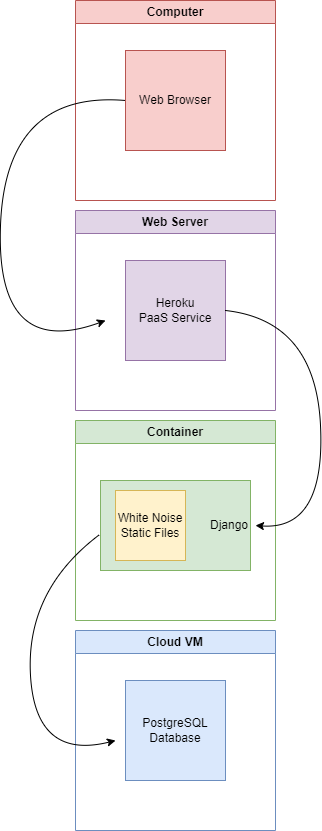 Computer
Web Browser
Web Server
Heroku
PaaS Service
Container
White Noise
Static Files
Django
Cloud VM
PostgreSQL
Database